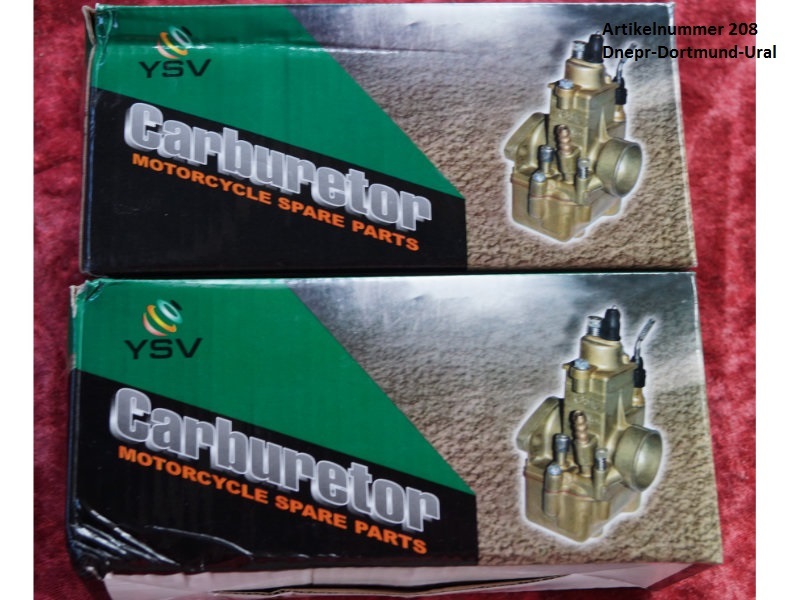 Artikelnummer 208
Dnepr-Dortmund-Ural
YSV
Carburetor
MOTORCYCLE SPARE PARTS
YSV
Carburetor
MOTORCYCLE SPARE PARTS